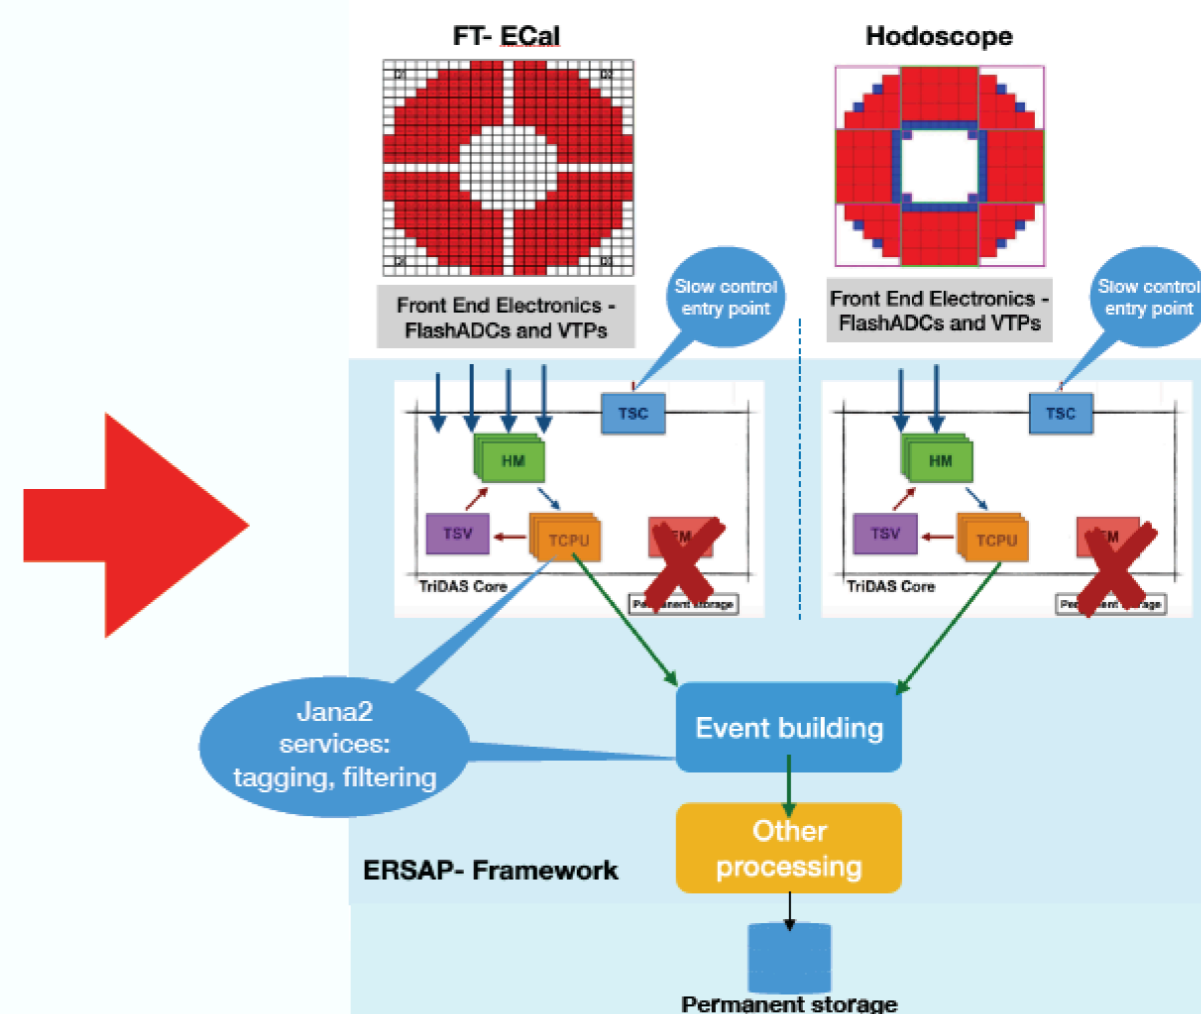 FT- ECal
Hodoscope
Front End Electronics -
FlashADCs and VTPs
Slow control
entry point
Front End Electronics -
FlashADCs and VTPs
Slow control
entry point
TSC
HM
TSV
TCPU
TriDAS Core
TSC
HM
TSV
TCPU
TriDAS Core
Jana2
services:
tagging, filtering
Event building
Other
processing
ERSAP- Framework
Permanent storage